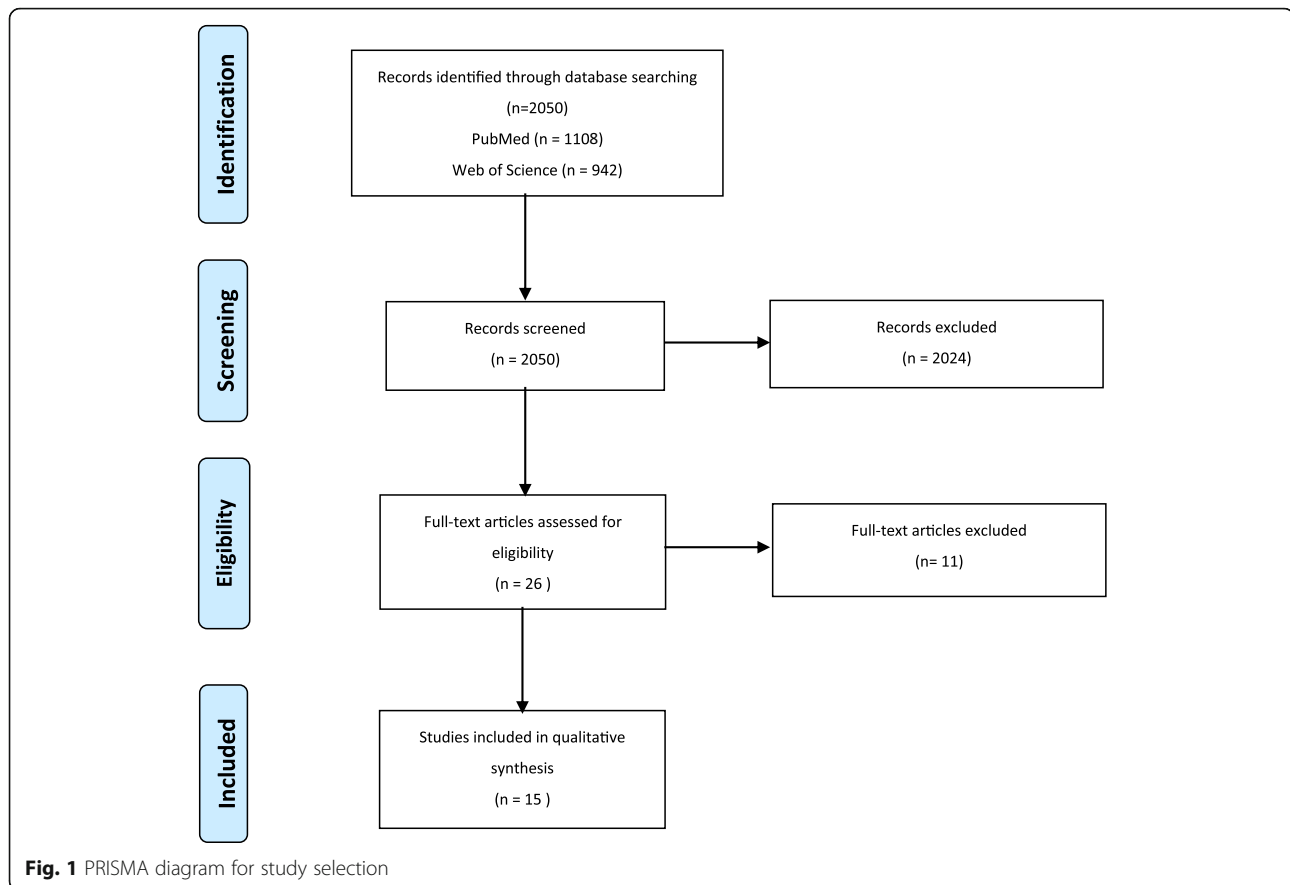 Identification
Records identified through database searching
(n=2050)
PubMed (n = 1108)
Web of Science (n = 942)
Screening
Records screened
(n = 2050)
Records excluded
(n = 2024)
Eligibility
Full-text articles assessed for
eligibility
(n = 26 )
Full-text articles excluded
(n= 11)
Included
Studies included in qualitative
synthesis
(n = 15 )
Fig. 1 PRISMA diagram for study selection